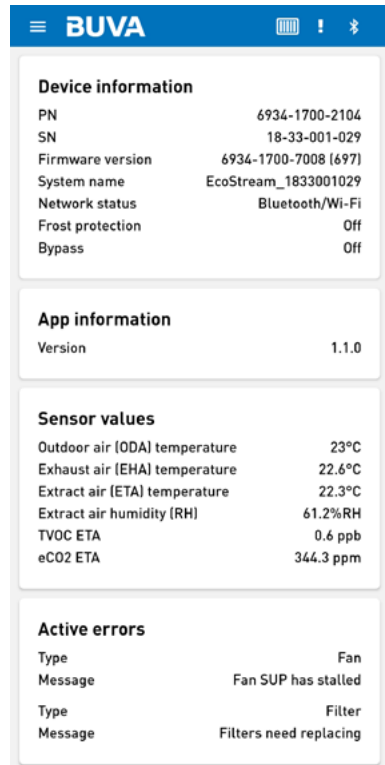 BUVA
Device information
PN 6934-1700-2104
SN 18-33-001-029
Firmware version 6934-1700-7008 (697)
System name EcoStream_1833001029
Network status Bluetooth/Wi-Fi
Frost protection Off
Bypass Off
App information
Version 1.1.0
Sensor values
Outdoor air (ODA) temperature 23°C
Exhaust air (EHA) temperature 22.6°C
Extract air (ETA) temperature 22.3°C
Extract air humidity (RH) 61.2%RH
TVOC ETA 0.6 ppb
eCO2 ETA 344.3 ppm
Active errors
Type Fan
Message Fan SUP has stalled
Type Filter
Message Filters need replacing